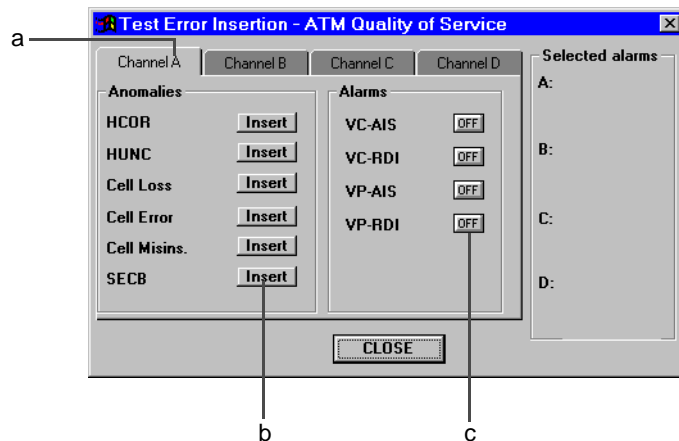 Test Error Insertion - ATM Quality of Service
a
Channel A Channel B Channel C Channel D
Selected alarms
Anomalies
HCOR Insert
HUNC Insert
Cell Loss Insert
Cell Error Insert
Cell Misins. Insert
SECB Insert
Alarms
VC-AIS OFF
VC-RDI OFF
VP-AIS OFF
VP-RDI OFF
A:
B:
C:
D:
CLOSE
b
c